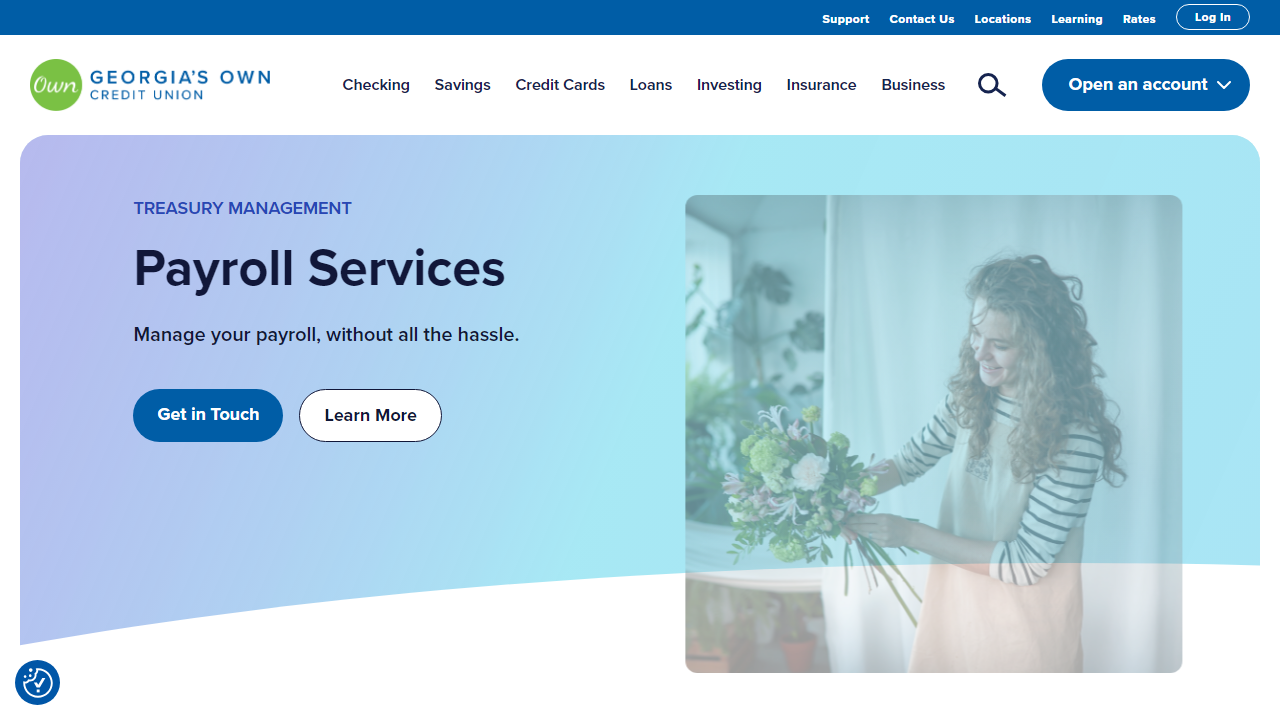 Support Contact Us Locations Learning Rates Log In
Own GEORGIA'S OWN
CREDIT UNION
Checking Savings Credit Cards Loans Investing Insurance Business Open an account
TREASURY MANAGEMENT
Payroll Services
Manage your payroll, without all the hassle.
Get in Touch Learn More